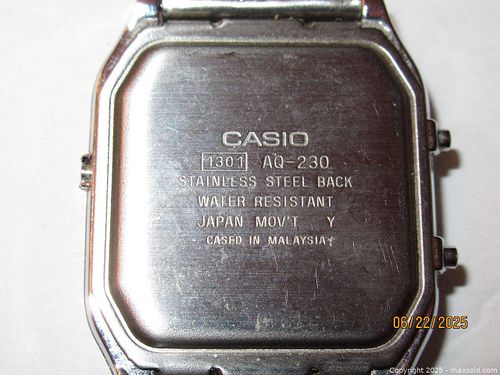 CASIO
1301 AQ-230
STAINLESS STEEL BACK
WATER RESISTANT
JAPAN MOV'T Y
CASED IN MALAYSIA
06/22/2025
Copyright 2025 - maxsold.com